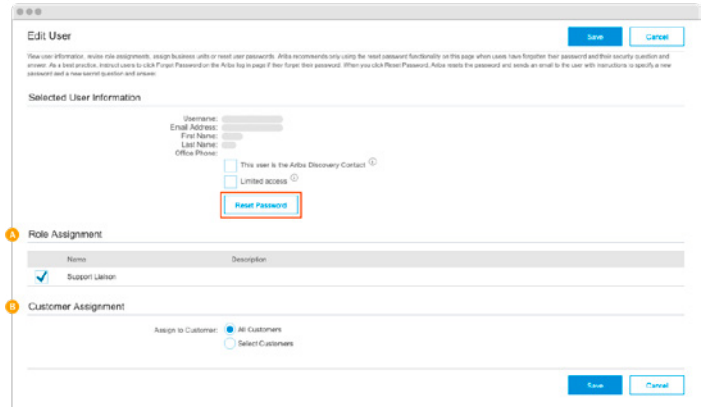 Edit User
Save
Cancel
View user information, revise role assignments, assign business units or reset user passwords. Ariba recommends only using the reset password functionality on this page when users have forgotten their password and their security question and
answer. As a best practice, instruct users to click Forgot Password on the Ariba log in page if they forget their password. When you click Reset Password, Ariba resets the password and sends an email to the user with instructions to specify a new
password and a new secret question and answer.
Selected User Information
Username:
Email Address:
First Name:
Last Name:
Office Phone:
This user is the Ariba Discovery Contact
Limited access
Reset Password
A
Role Assignment
Name
Description
Support Liaison
B
Customer Assignment
Assign to Customer:
All Customers
Select Customers
Save
Cancel